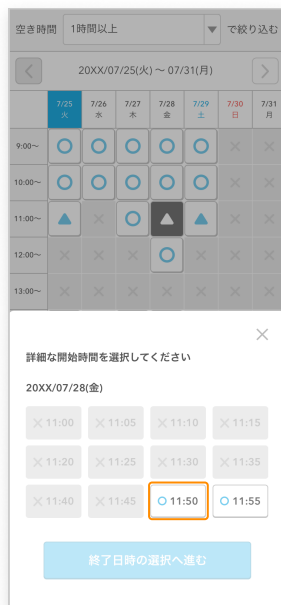 空き時間 1時間以上 で絞り込む
20XX/07/25(火) ~ 07/31(月)
7/25 7/26 7/27 7/28 7/29 7/30 7/31
火 水 木 金 土 日 月
9:00~
10:00~
11:00~
12:00~
13:00~
詳細な開始時間を選択してください
20XX/07/28(金)
11:00 11:05 11:10 11:15
11:20 11:25 11:30 11:35
11:40 11:45 11:50 11:55
終了日時の選択へ進む